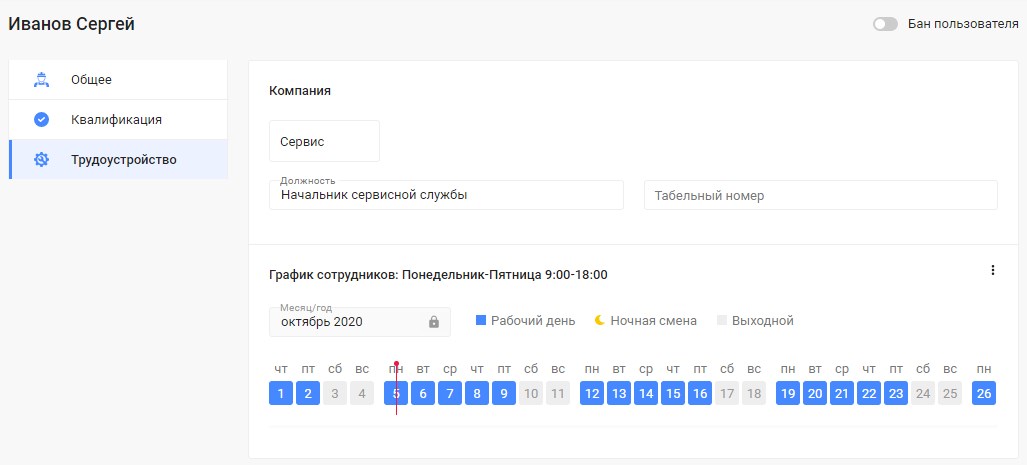 Иванов Сергей
Бан пользователя
Общее
Квалификация
Трудоустройство
Компания
Сервис
Должность
Начальник сервисной службы
Табельный номер
График сотрудников: Понедельник-Пятница 9:00-18:00
Месяц/год
октябрь 2020
Рабочий день
Ночная смена
Выходной
чт пт сб вс пн вт ср чт пт сб вс пн вт ср чт пт сб вс пн вт ср чт пт сб вс пн
1 2 3 4 5 6 7 8 9 10 11 12 13 14 15 16 17 18 19 20 21 22 23 24 25 26